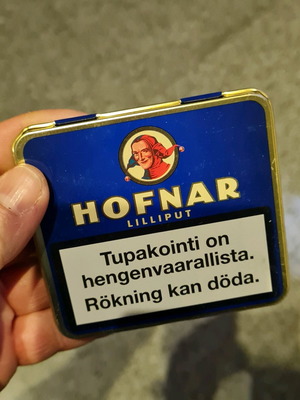 HOFNAR
LILLIPUT
Tupakointi on
hengenvaarallista.
Rökning kan döda.